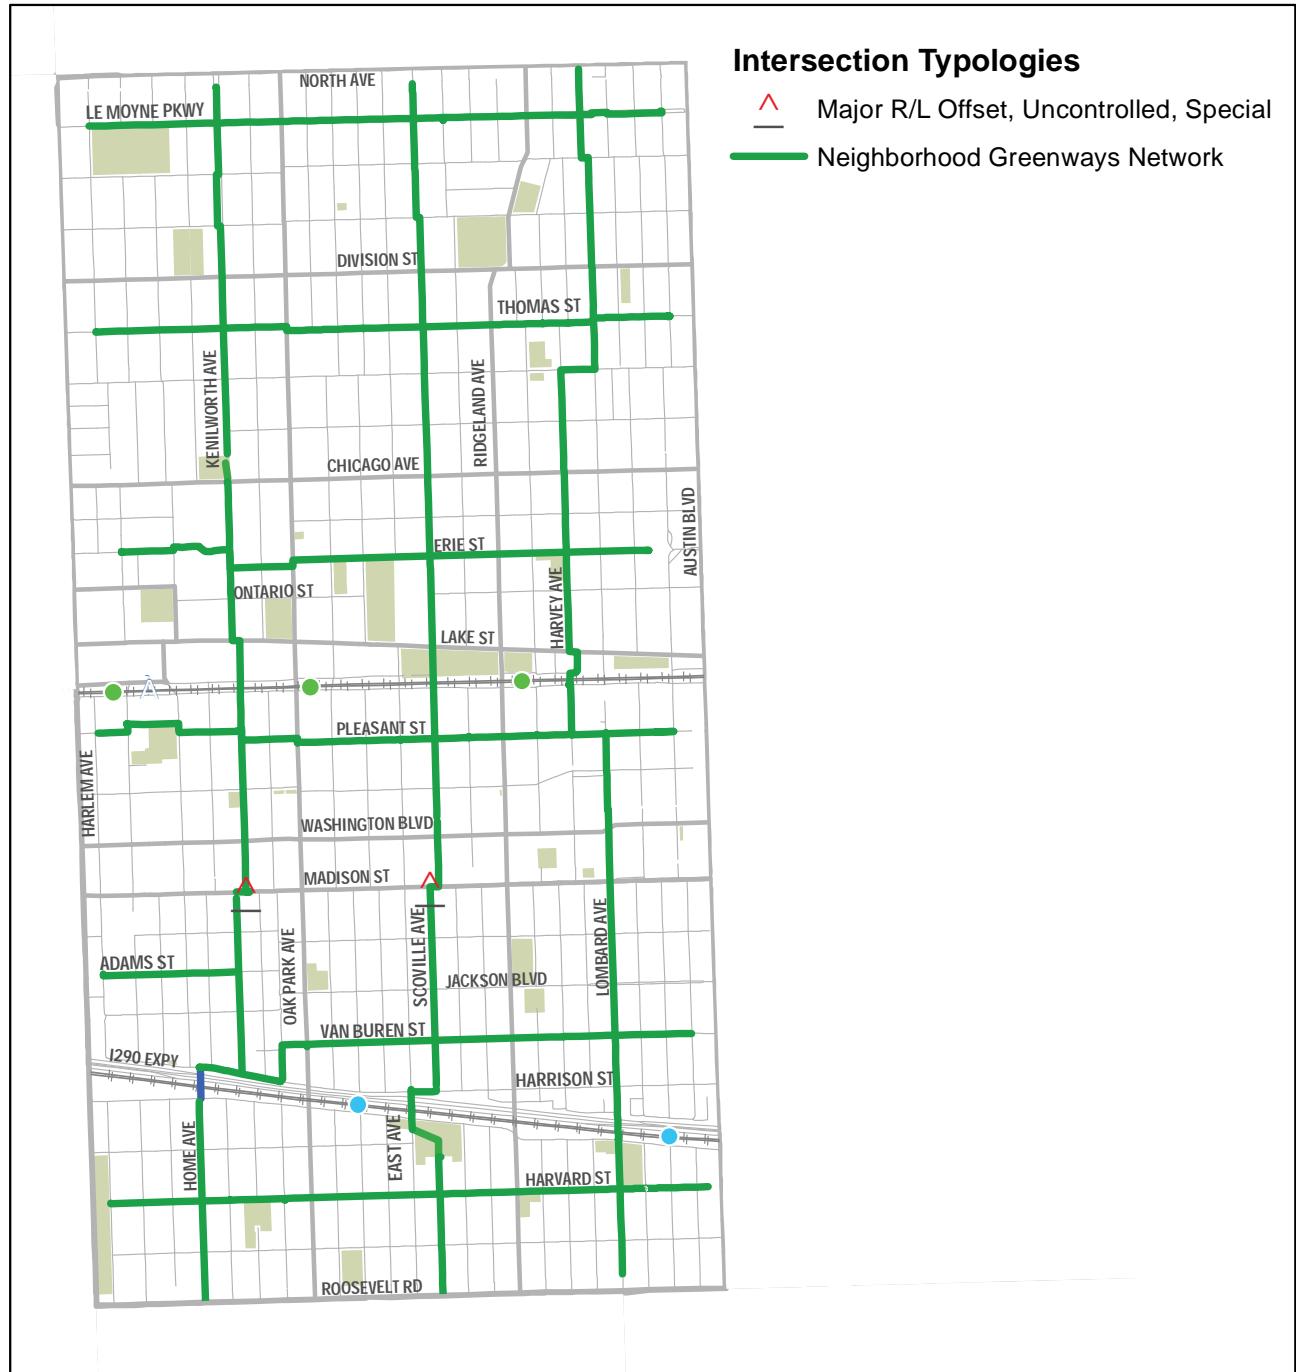 Intersection Typologies
Major R/L Offset, Uncontrolled, Special
Neighborhood Greenways Network
NORTH AVE
LE MOYNE PKWY
DIVISION ST
THOMAS ST
KENILWORTH AVE
RIDGELAND AVE
CHICAGO AVE
AUSTIN BLVD
ERIE ST
ONTARIO ST
HARVEY AVE
LAKE ST
PLEASANT ST
HARLEM AVE
WASHINGTON BLVD
MADISON ST
ADAMS ST
OAK PARK AVE
SCOVILLE AVE
LOMBARD AVE
JACKSON BLVD
VAN BUREN ST
I290 EXPY
HARRISON ST
HOME AVE
EAST AVE
HARVARD ST
ROOSEVELT RD